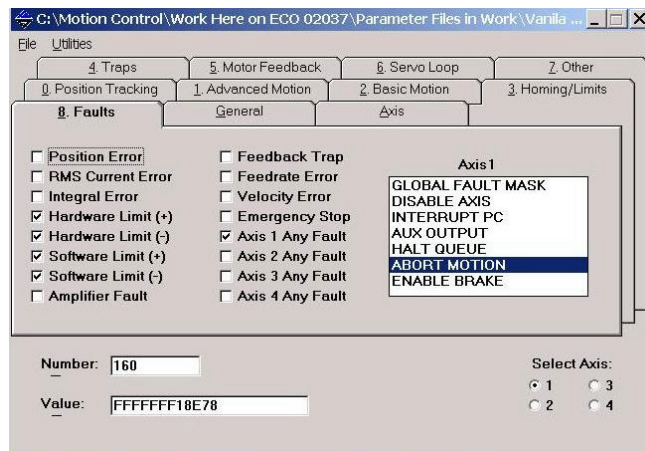 C:\Motion Control\Work Here on ECO 02037\Parameter Files in Work\Vanila ...
File Utilities
4. Traps 5. Motor Feedback 6. Servo Loop 7. Other
0. Position Tracking 1. Advanced Motion 2. Basic Motion 3. Homing/Limits
8. Faults General Axis
Position Error
RMS Current Error
Integral Error
Hardware Limit (+)
Hardware Limit (-)
Software Limit (+)
Software Limit (-)
Amplifier Fault
Feedback Trap
Feedrate Error
Velocity Error
Emergency Stop
Axis 1 Any Fault
Axis 2 Any Fault
Axis 3 Any Fault
Axis 4 Any Fault
Axis1
GLOBAL FAULT MASK
DISABLE AXIS
INTERRUPT PC
AUX OUTPUT
HALT QUEUE
ABORT MOTION
ENABLE BRAKE
Number: 160
Value: FFFFFFF18E78
Select Axis:
1 3
2 4